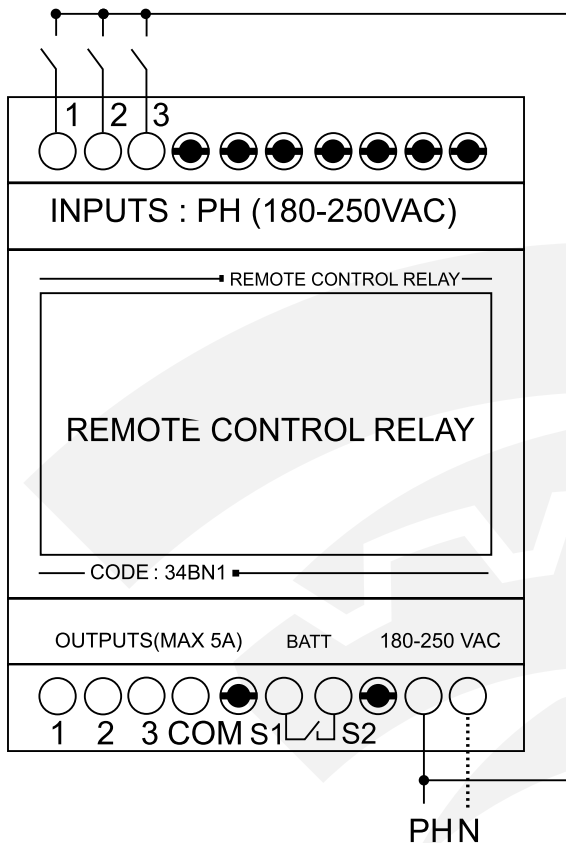 1 2 3
INPUTS : PH (180-250VAC)
REMOTE CONTROL RELAY
REMOTE CONTROL RELAY
CODE : 34BN1
OUTPUTS(MAX 5A) BATT 180-250 VAC
1 2 3 COM S1 S2
PH N